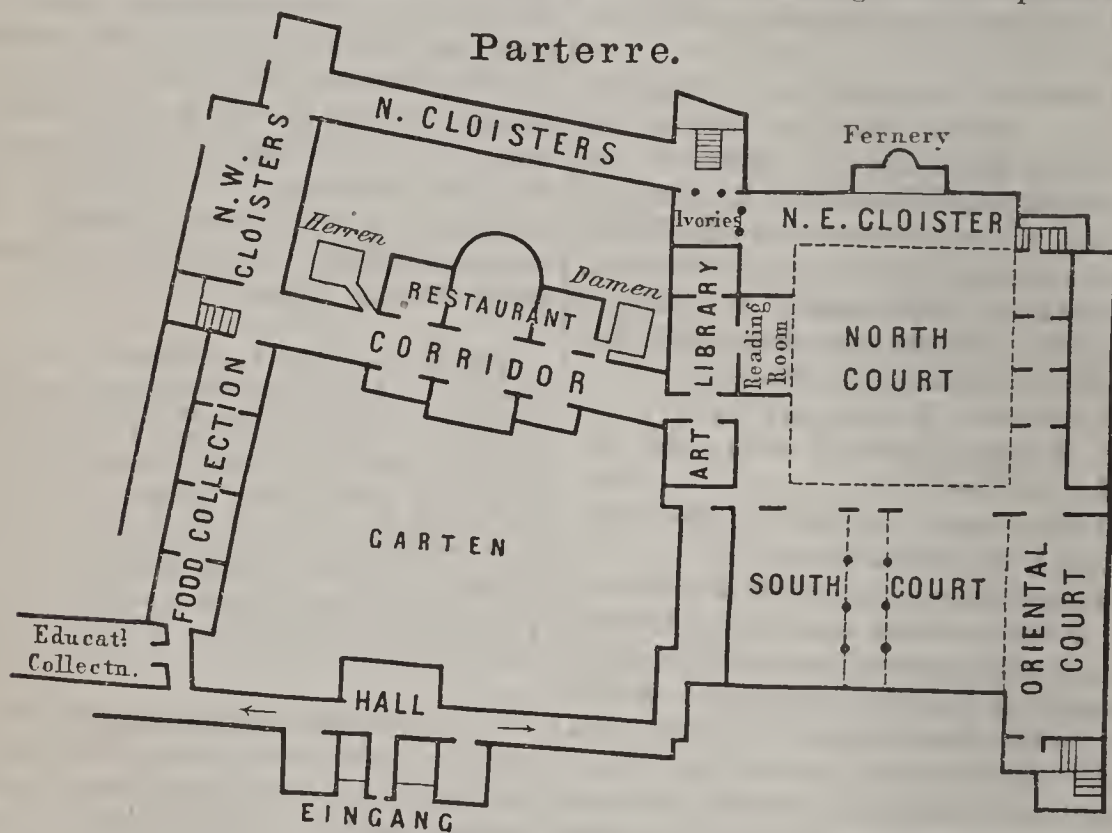 Parterre.
N. CLOISTERS
Fernery
N.W.
CLOISTERS
Herren
Ivories
N. E. CLOISTER
Damen
RESTAURANT
LIBRARY
Reading
Room
NORTH
COURT
CORRIDOR
ART
FOOD COLLECTION
GARTEN
SOUTH COURT
ORIENTAL
COURT
Educatl.
Collectn.
HALL
EINGANG